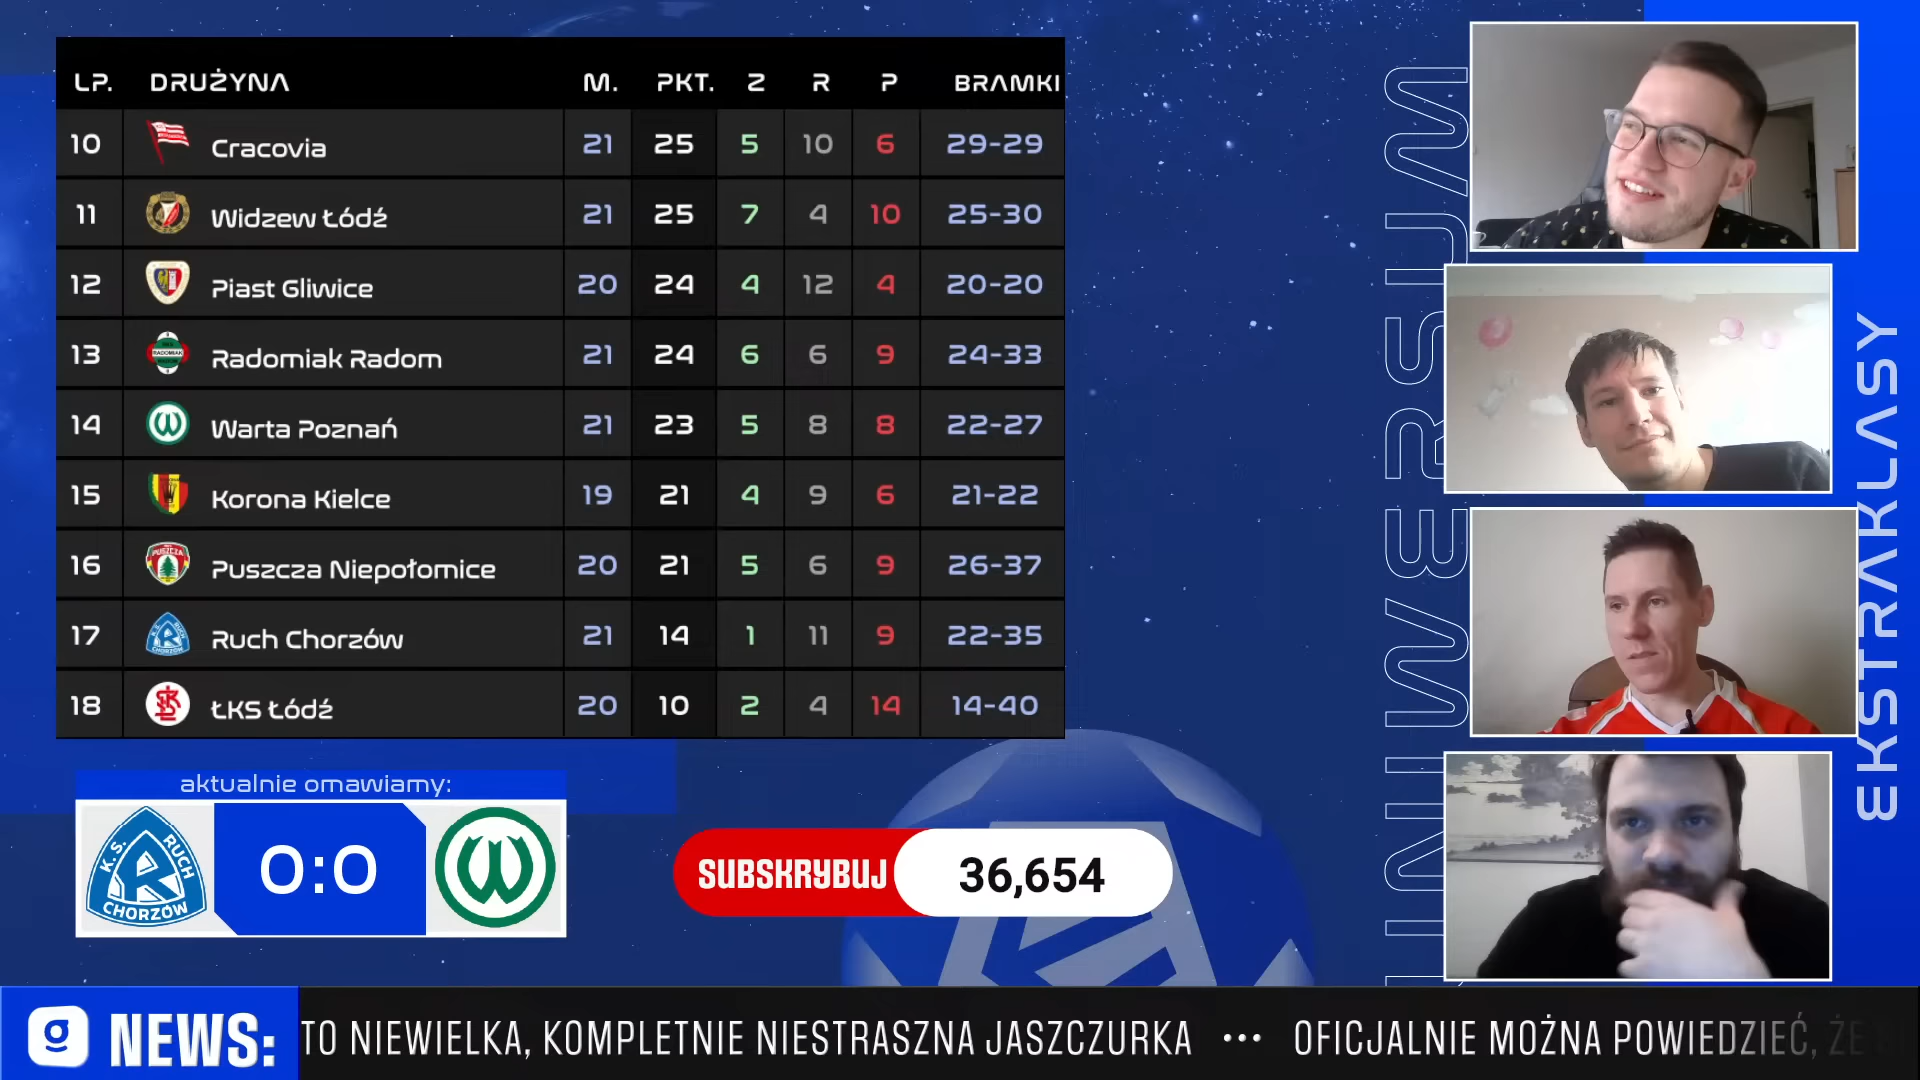 LP. DRUŻYNA M. PKT. Z R P BRAMKI
10 Cracovia 21 25 5 10 6 29-29
11 Widzew Łódź 21 25 7 4 10 25-30
12 Piast Gliwice 20 24 4 12 4 20-20
13 Radomiak Radom 21 24 6 6 9 24-33
14 Warta Poznań 21 23 5 8 8 22-27
15 Korona Kielce 19 21 4 9 6 21-22
16 Puszcza Niepołomice 20 21 5 6 9 26-37
17 Ruch Chorzów 21 14 1 11 9 22-35
18 ŁKS Łódź 20 10 2 4 14 14-40
aktualnie omawiamy:
K.S. RUCH
CHORZÓW
0:0
W
SUBSKRYBUJ 36,654
UNIWERSUM
EKSTRAKLASY
g NEWS: TO NIEWIELKA, KOMPLETNIE NIESTRASZNA JASZCZURKA ••• OFICJALNIE MOŻNA POWIEDZIEĆ, ŻE